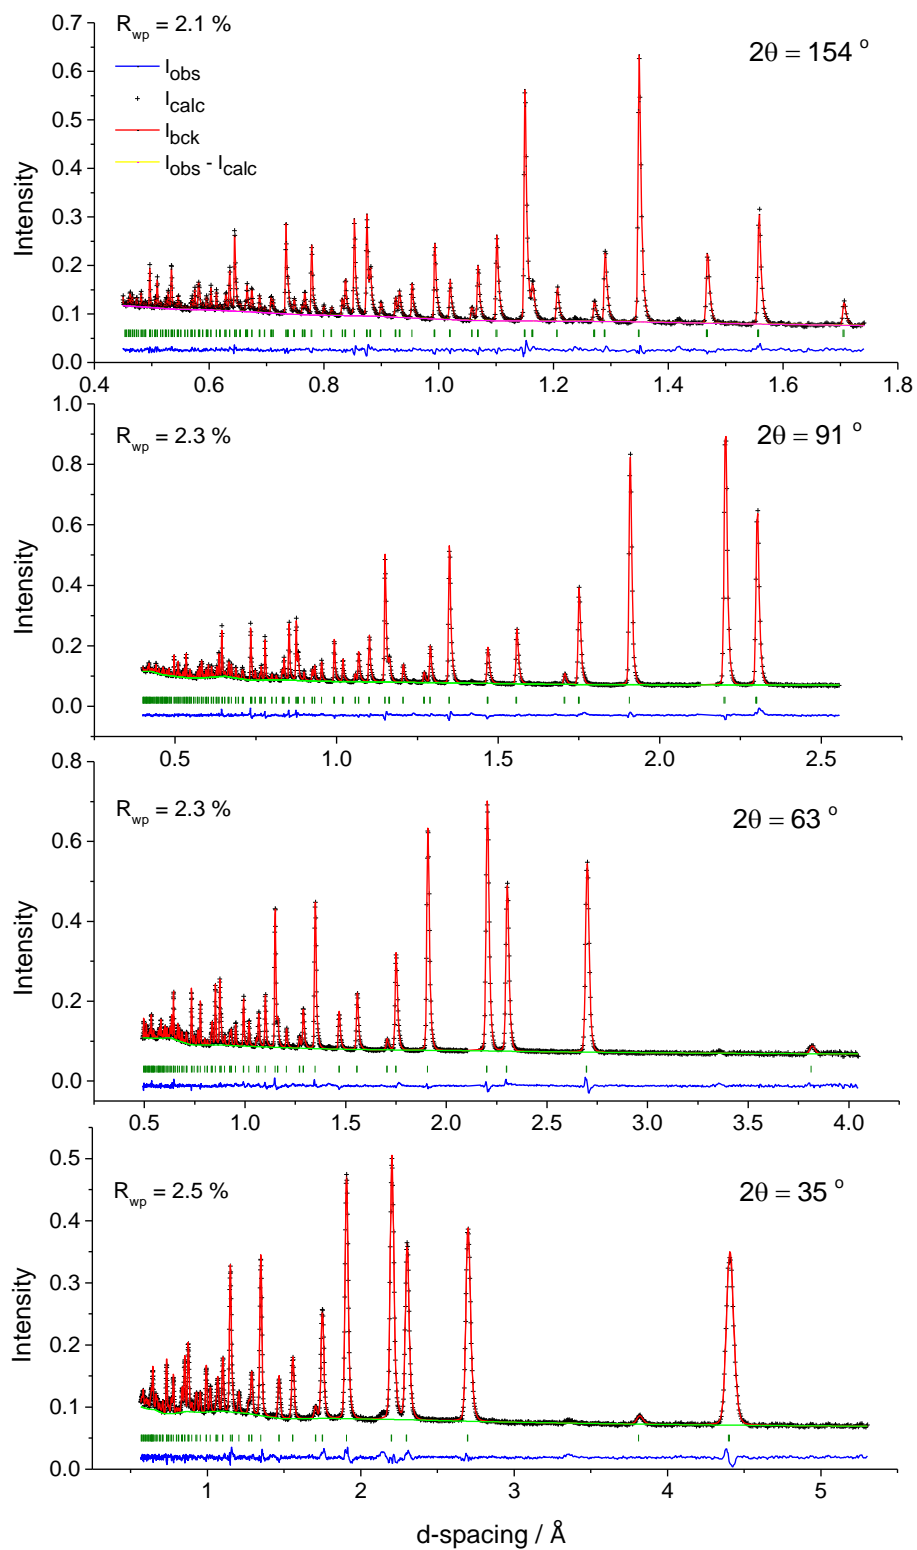 R_wp = 2.1 %
2θ = 154 °
I_obs
I_calc
I_bck
I_obs - I_calc
Intensity
0.7
0.6
0.5
0.4
0.3
0.2
0.1
0.0
0.4 0.6 0.8 1.0 1.2 1.4 1.6 1.8
R_wp = 2.3 %
2θ = 91 °
Intensity
1.0
0.8
0.6
0.4
0.2
0.0
0.5 1.0 1.5 2.0 2.5
R_wp = 2.3 %
2θ = 63 °
Intensity
0.8
0.6
0.4
0.2
0.0
0.5 1.0 1.5 2.0 2.5 3.0 3.5 4.0
R_wp = 2.5 %
2θ = 35 °
Intensity
0.5
0.4
0.3
0.2
0.1
0.0
1 2 3 4 5
d-spacing / Å